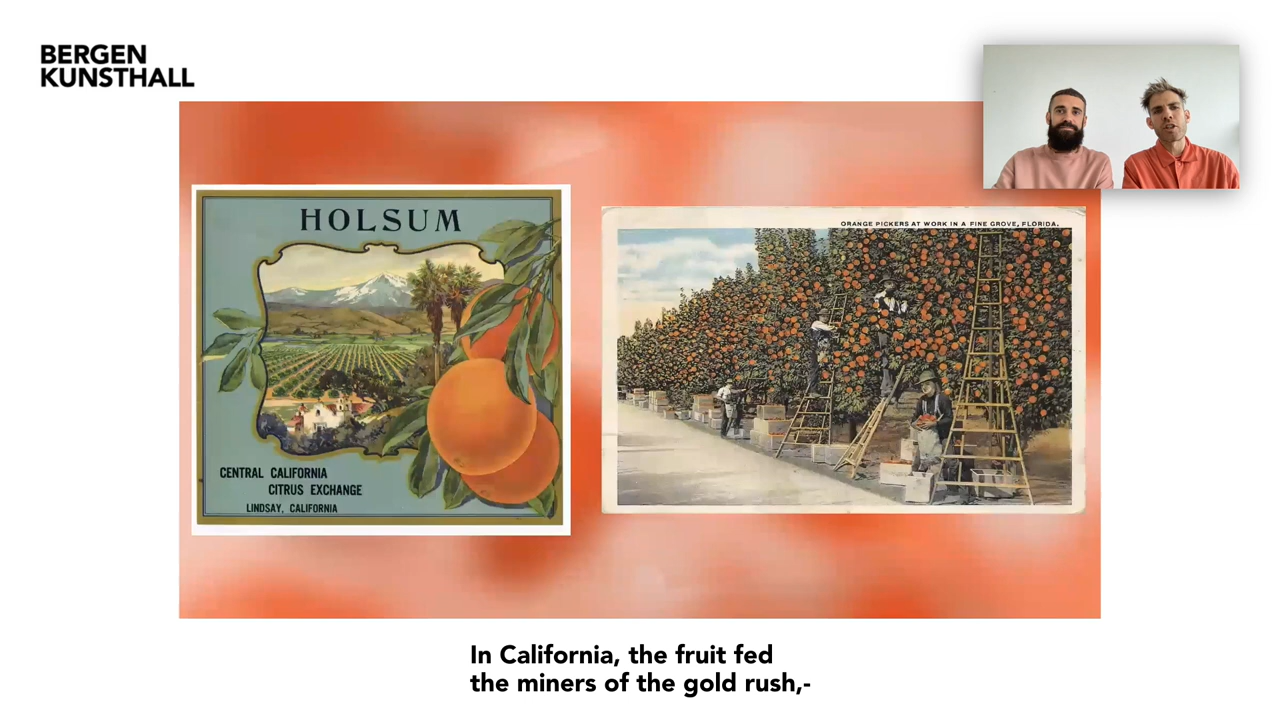 BERGEN
KUNSTHALL
HOLSUM
CENTRAL CALIFORNIA
CITRUS EXCHANGE
LINDSAY, CALIFORNIA
ORANGE PICKERS AT WORK IN A FINE GROVE, FLORIDA.
In California, the fruit fed
the miners of the gold rush,-